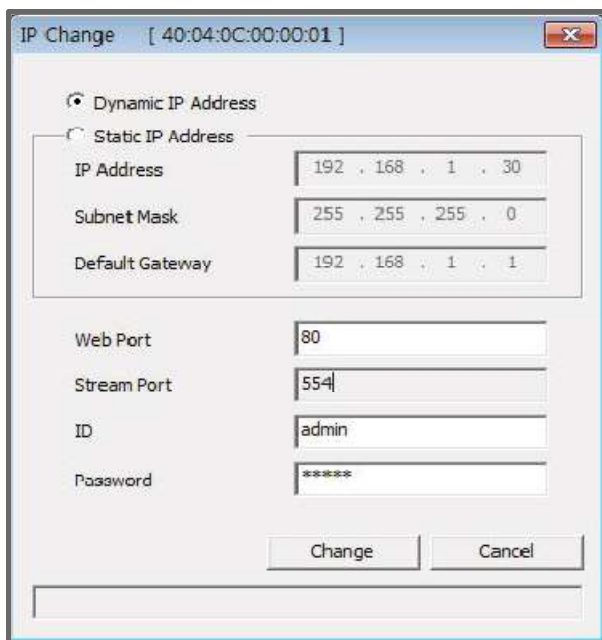 IP Change [ 40:04:0C:00:00:01 ]
Dynamic IP Address
Static IP Address
IP Address 192 . 168 . 1 . 30
Subnet Mask 255 . 255 . 255 . 0
Default Gateway 192 . 168 . 1 . 1
Web Port 80
Stream Port 554
ID admin
Password *****
Change Cancel